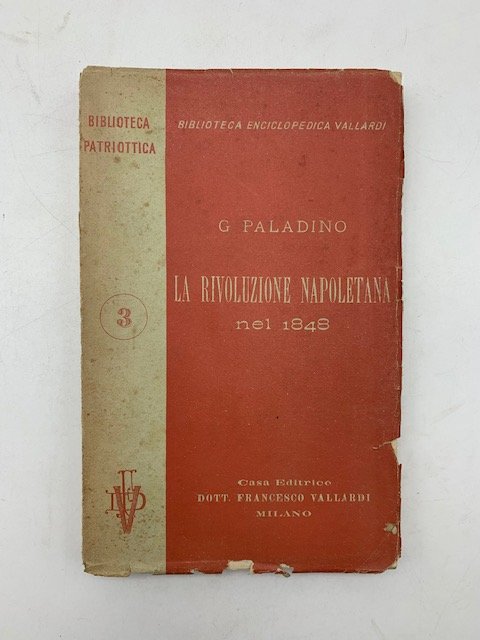 BIBLIOTECA
PATRIOTTICA
3
BIBLIOTECA ENCICLOPEDICA VALLARDI
G PALADINO
LA RIVOLUZIONE NAPOLETANA
nel 1848
Casa Editrice
DOTT. FRANCESCO VALLARDI
MILANO